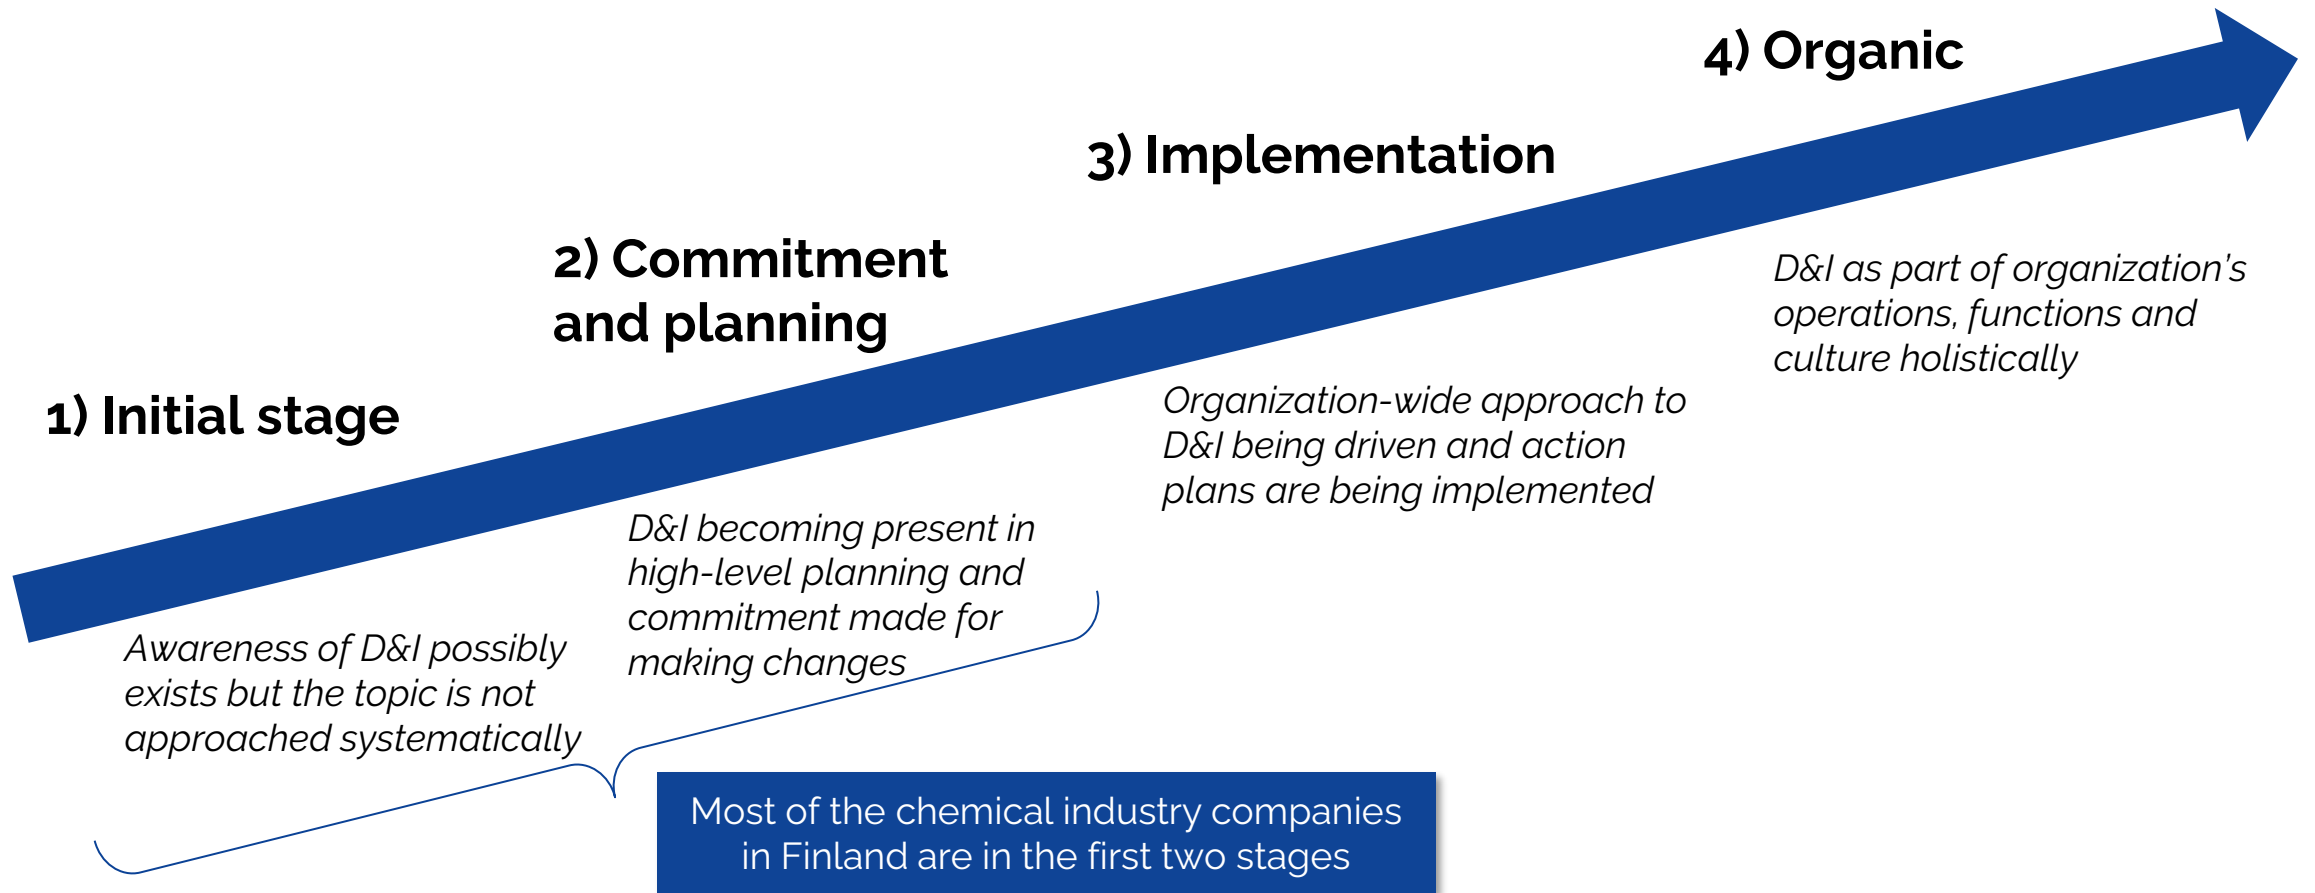 1) Initial stage
Awareness of D&I possibly
exists but the topic is not
approached systematically
2) Commitment
and planning
D&I becoming present in
high-level planning and
commitment made for
making changes
3) Implementation
Organization-wide approach to
D&I being driven and action
plans are being implemented
4) Organic
D&I as part of organization's
operations, functions and
culture holistically
Most of the chemical industry companies
in Finland are in the first two stages